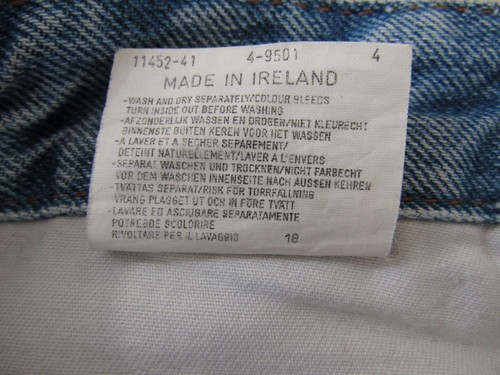 11452-41 4-9501 4
MADE IN IRELAND
-WASH AND DRY SEPARATELY/COLOUR BLEEDS
TURN INSIDE OUT BEFORE WASHING
-AFZONDERLIJK WASSEN EN DROGEN/NIET KLEURECHT
BINNENSTE BUITEN KEREN VOOR HET WASSEN
-A LAVER ET A SECHER SEPAREMENT/
DETEINT NATURELLEMENT/LAVER A L'ENVERS
-SEPARAT WASCHEN UND TROCKNEN/NICHT FARBECHT
VOR DEM WASCHEN INNENSEITE NACH AUSSEN KEHREN
-TVATTAS SEPARAT/RISK FÖR TORRFÄLLNING
VRANG PLAGGET UT OCH IN FÖRE TVÄTT
-LAVARE ED ASCIUGARE SEPARATAMENTE
POTREBBE SCOLORIRE
RIVOLTARE PER IL LAVAGGIO 18